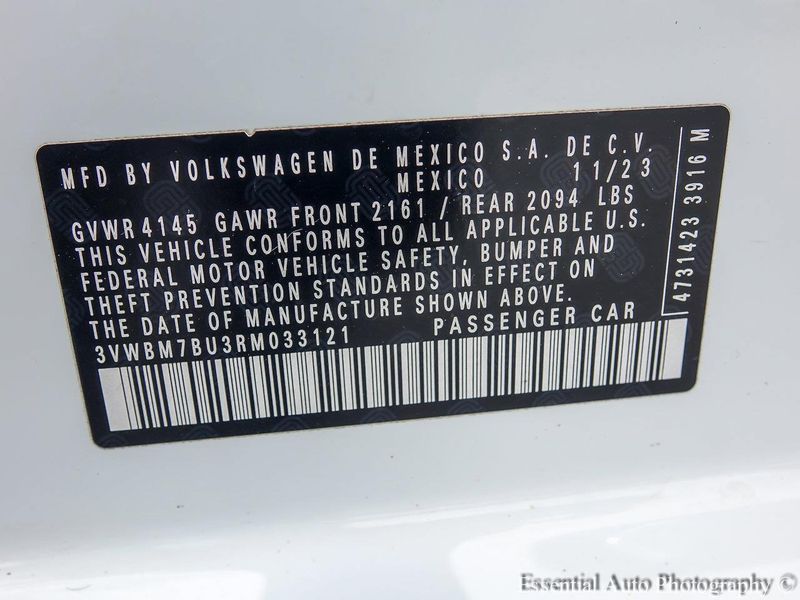 MFD BY VOLKSWAGEN DE MEXICO S.A. DE C.V.
MEXICO 11/23
GVWR 4145 GAWR FRONT 2161 / REAR 2094 LBS
THIS VEHICLE CONFORMS TO ALL APPLICABLE U.S.
FEDERAL MOTOR VEHICLE SAFETY, BUMPER AND
THEFT PREVENTION STANDARDS IN EFFECT ON
THE DATE OF MANUFACTURE SHOWN ABOVE.
3VWBM7BU3RM033121 PASSENGER CAR
4731423 3916 M
Essential Auto Photography ©